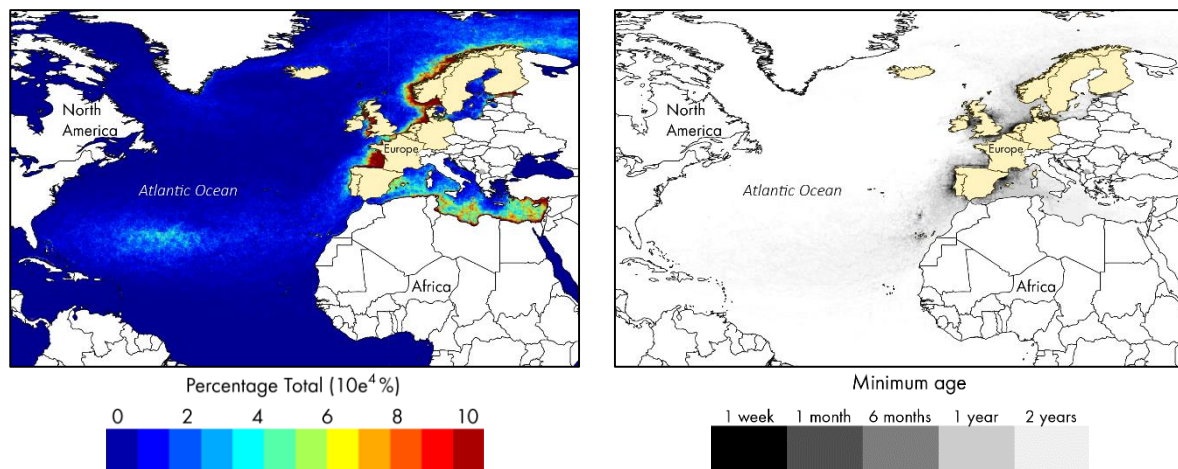 North
America
Europe
Atlantic Ocean
Africa
Percentage Total (10e⁴ %)
0 2 4 6 8 10
North
America
Europe
Atlantic Ocean
Africa
Minimum age
1 week 1 month 6 months 1 year 2 years